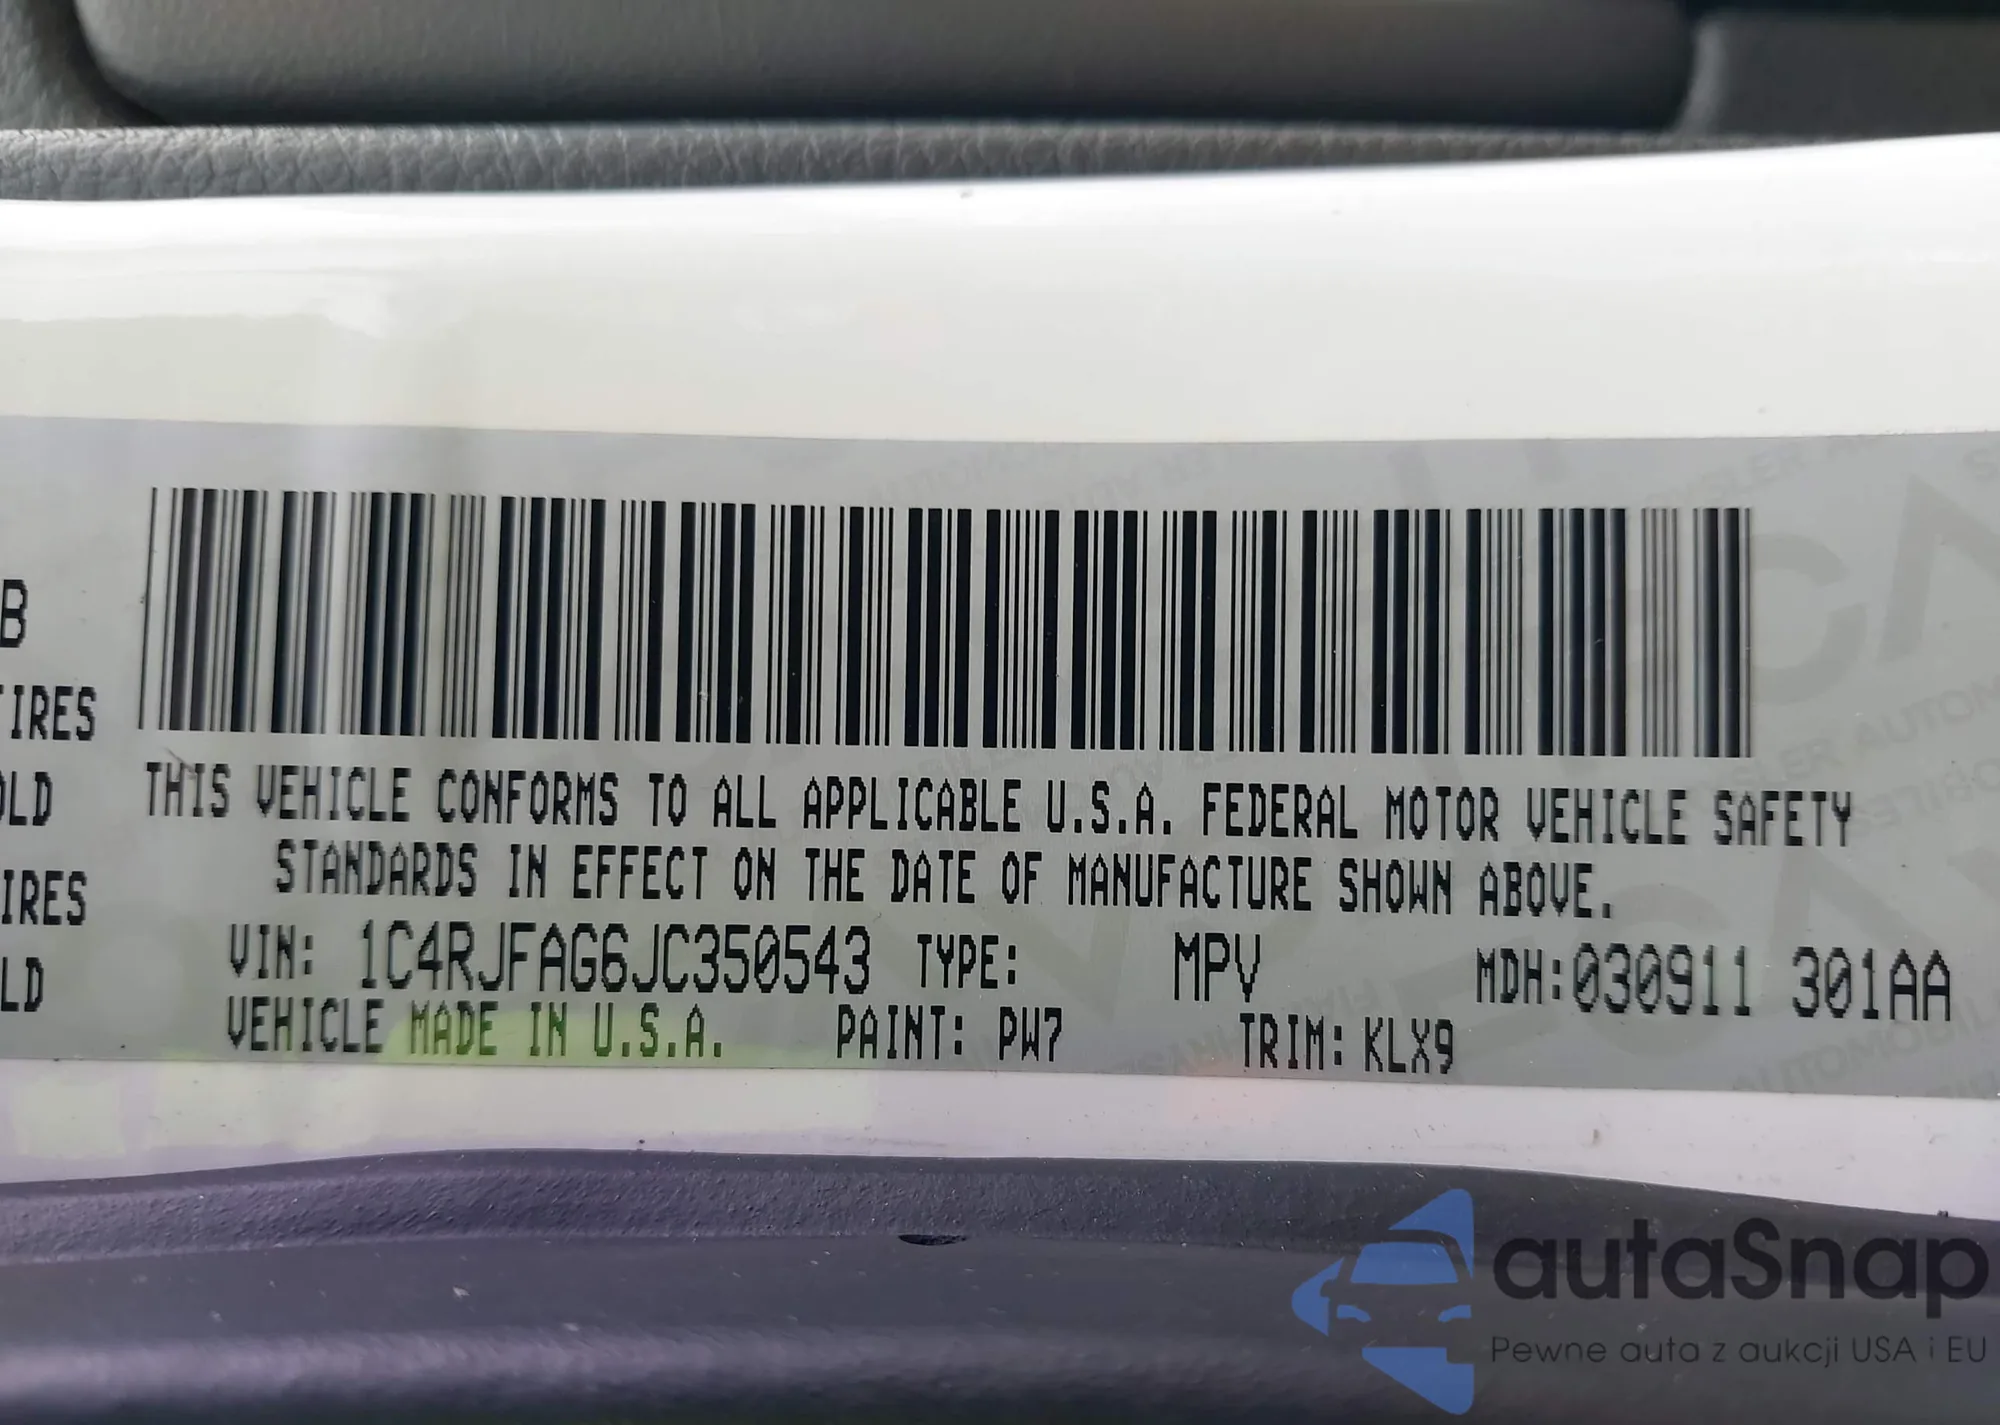 B
TIRES
OLD
IRES
LD
THIS VEHICLE CONFORMS TO ALL APPLICABLE U.S.A. FEDERAL MOTOR VEHICLE SAFETY
STANDARDS IN EFFECT ON THE DATE OF MANUFACTURE SHOWN ABOVE.
VIN: 1C4RJFAG6JC350543 TYPE: MPV MDH:030911 301AA
VEHICLE MADE IN U.S.A. PAINT: PW7 TRIM: KLX9
autaSnap
Pewne auta z aukcji USA i EU